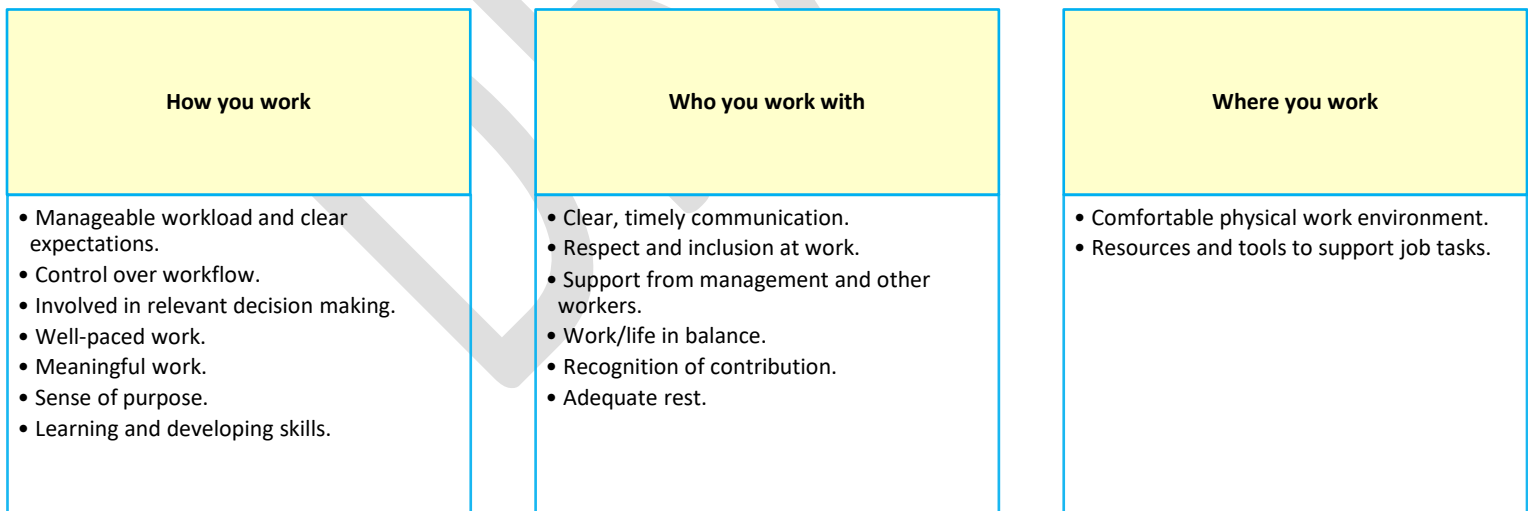 How you work
• Manageable workload and clear
expectations.
• Control over workflow.
• Involved in relevant decision making.
• Well-paced work.
• Meaningful work.
• Sense of purpose.
• Learning and developing skills.
Who you work with
• Clear, timely communication.
• Respect and inclusion at work.
• Support from management and other
workers.
• Work/life in balance.
• Recognition of contribution.
• Adequate rest.
Where you work
• Comfortable physical work environment.
• Resources and tools to support job tasks.